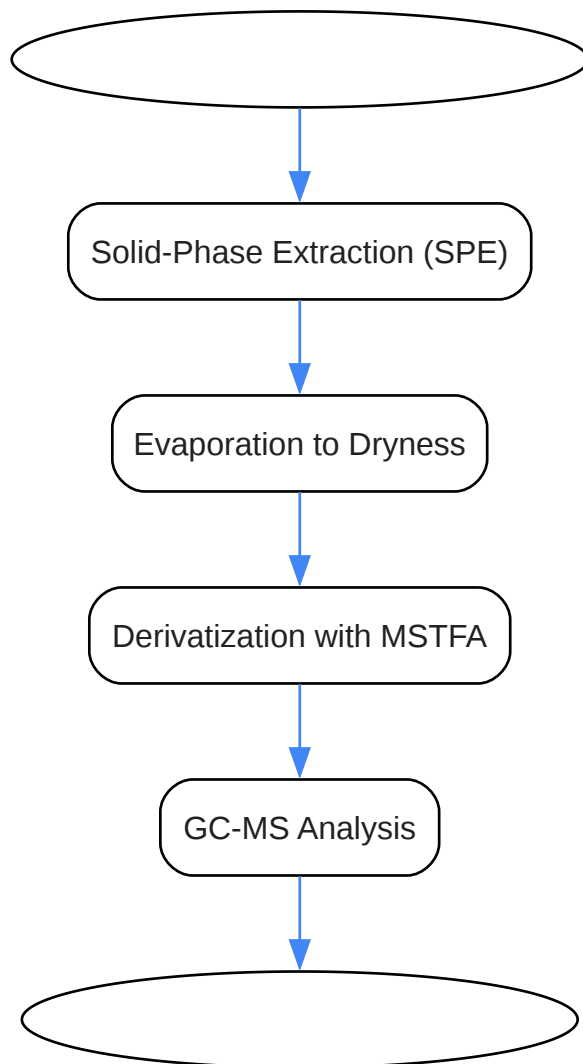 Solid-Phase Extraction (SPE)
Evaporation to Dryness
Derivatization with MSTFA
GC-MS Analysis